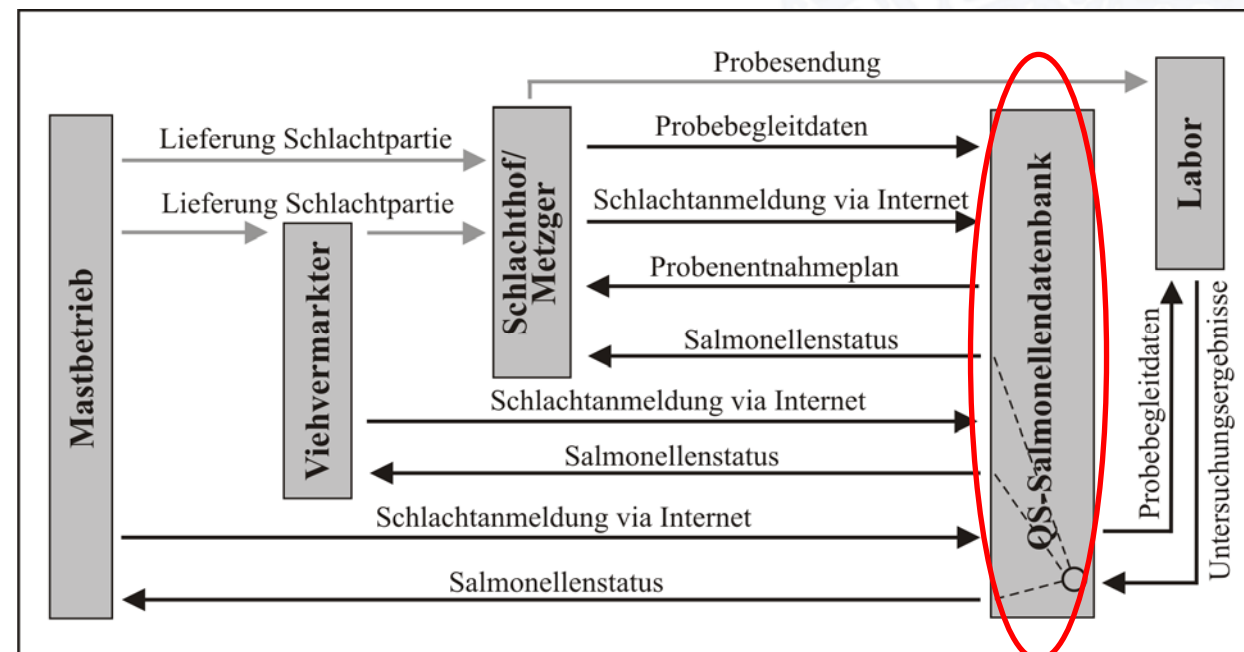 Probesendung
Lieferung Schlachtpartie
Probebegleitdaten
Lieferung Schlachtpartie
Schlachtanmeldung via Internet
Probenentnahmeplan
Salmonellenstatus
Schlachtanmeldung via Internet
Salmonellenstatus
Schlachtanmeldung via Internet
Salmonellenstatus
Mastbetrieb
Viehvermarkter
Schlachthof/
Metzger
QS-Salmonellendatenbank
Labor
Probebegleitdaten
Untersuchungsergebnisse